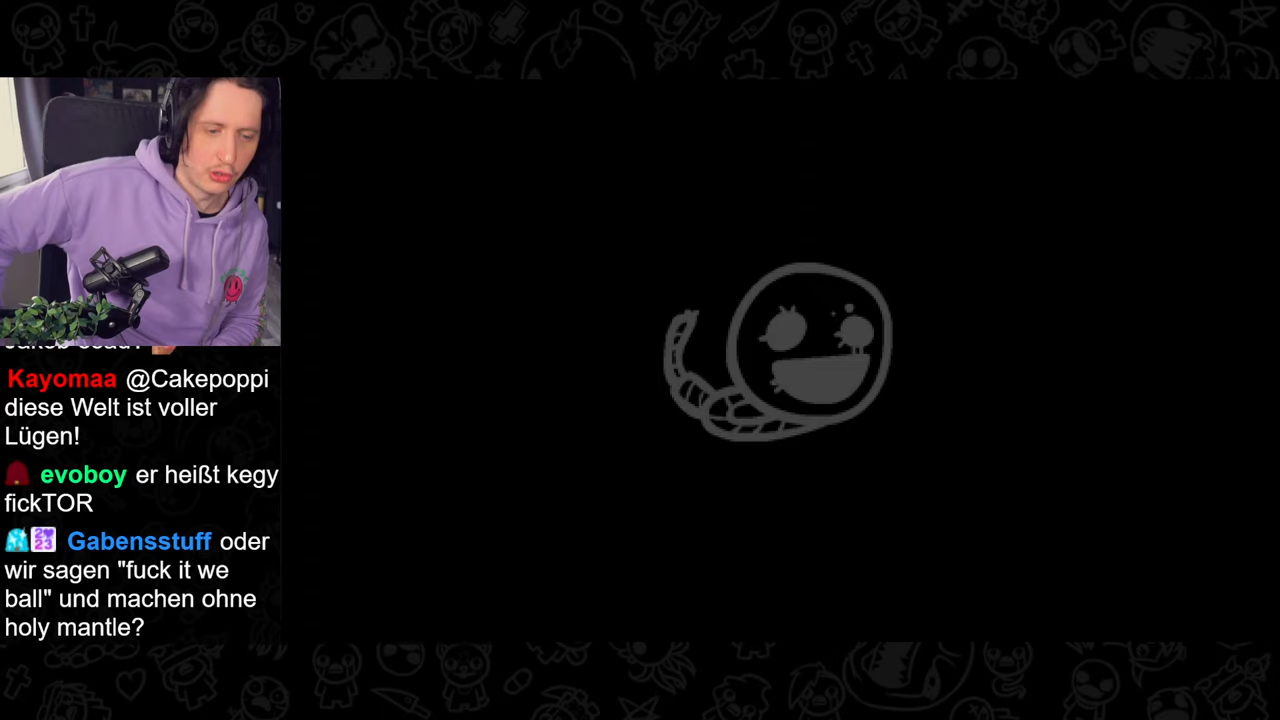 Kayomaa @Cakepoppi
diese Welt ist voller
Lügen!
evoboy er heißt kegy
fickTOR
Gabensstuff oder
wir sagen "fuck it we
ball" und machen ohne
holy mantle?